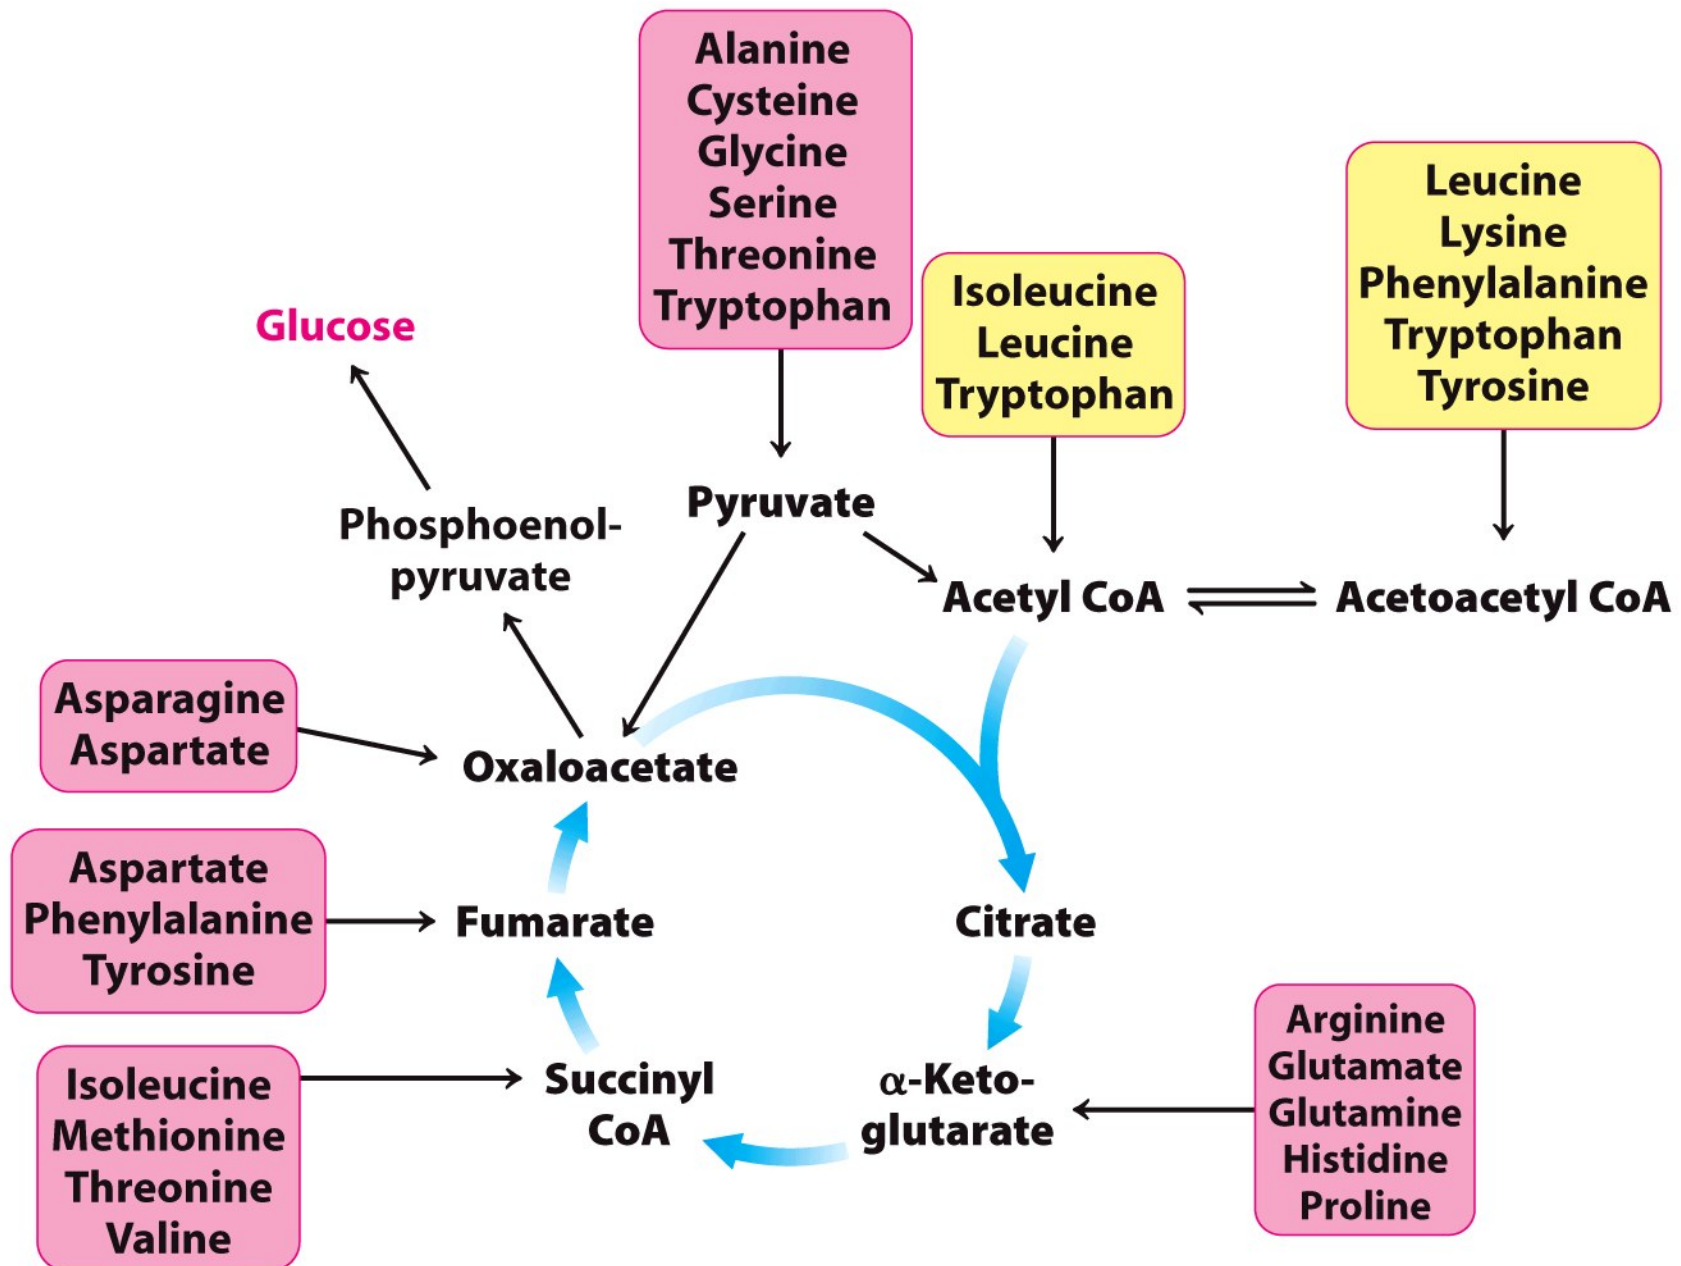 Alanine
Cysteine
Glycine
Serine
Threonine
Tryptophan
Leucine
Lysine
Phenylalanine
Tryptophan
Tyrosine
Isoleucine
Leucine
Tryptophan
Glucose
Pyruvate
Phosphoenol-
pyruvate
Acetyl CoA
Acetoacetyl CoA
Asparagine
Aspartate
Oxaloacetate
Aspartate
Phenylalanine
Tyrosine
Fumarate
Citrate
Isoleucine
Methionine
Threonine
Valine
Succinyl
CoA
α-Keto-
glutarate
Arginine
Glutamate
Glutamine
Histidine
Proline